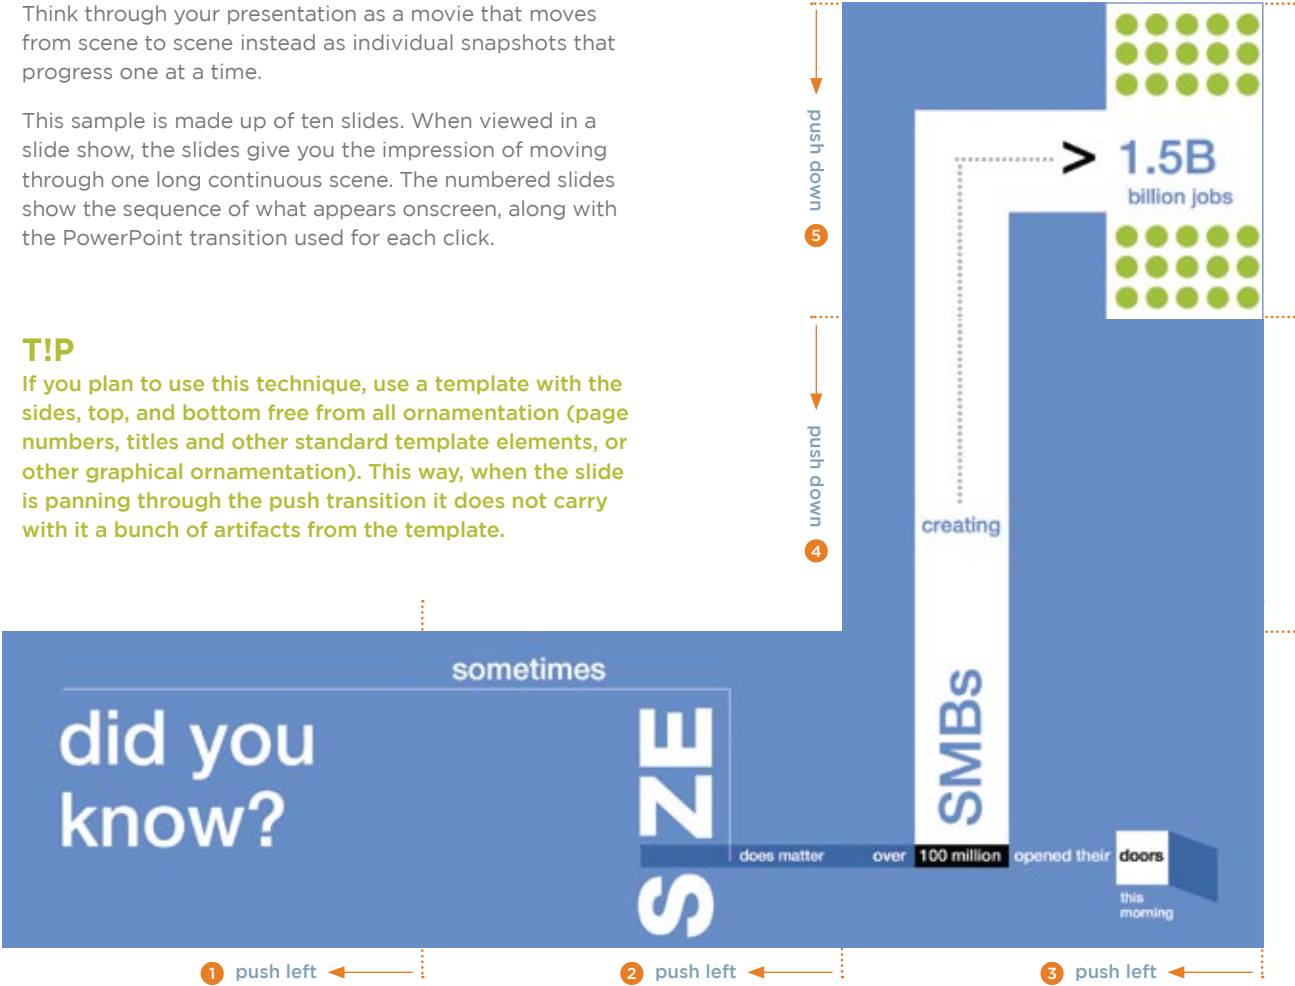 Think through your presentation as a movie that moves
from scene to scene instead as individual snapshots that
progress one at a time.
This sample is made up of ten slides. When viewed in a
slide show, the slides give you the impression of moving
through one long continuous scene. The numbered slides
show the sequence of what appears onscreen, along with
the PowerPoint transition used for each click.
T!P
If you plan to use this technique, use a template with the
sides, top, and bottom free from all ornamentation (page
numbers, titles and other standard template elements, or
other graphical ornamentation). This way, when the slide
is panning through the push transition it does not carry
with it a bunch of artifacts from the template.
push down
5
> 1.5B
billion jobs
push down
4
creating
SMBs
sometimes
did you
know?
S ZE
does matter
over
100 million
opened their
doors
this
morning
1 push left
2 push left
3 push left